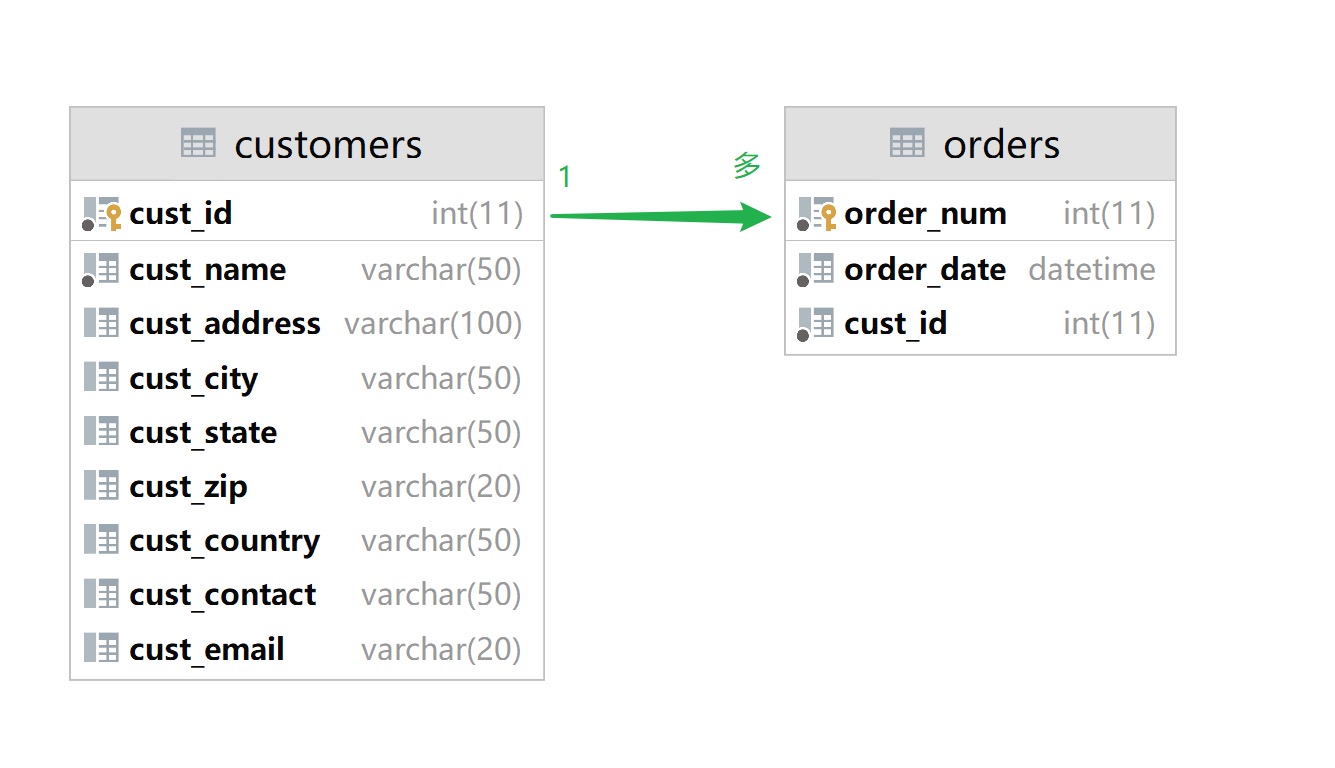 customers
cust_id int(11)
cust_name varchar(50)
cust_address varchar(100)
cust_city varchar(50)
cust_state varchar(50)
cust_zip varchar(20)
cust_country varchar(50)
cust_contact varchar(50)
cust_email varchar(20)
1
多
orders
order_num int(11)
order_date datetime
cust_id int(11)